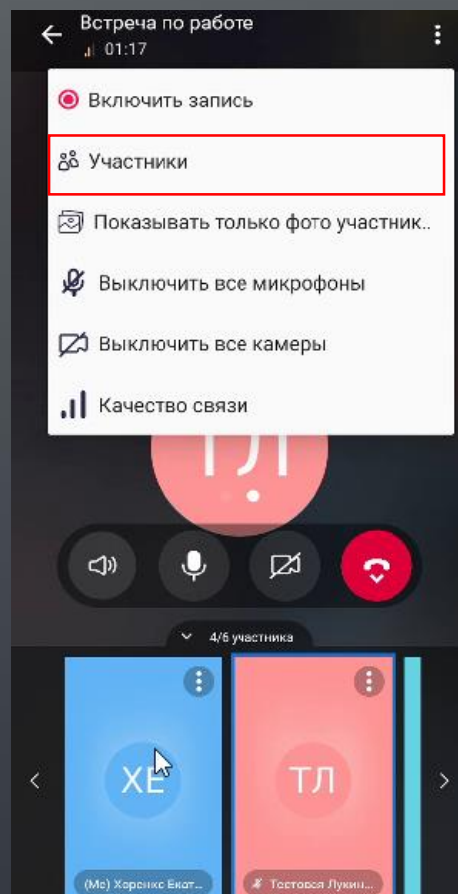 Встреча по работе
01:17
Включить запись
Участники
Показывать только фото участник..
Выключить все микрофоны
Выключить все камеры
Качество связи
ТЛ
4/6 участника
ХЕ
ТЛ
(Me) Хоренко Екат...
Тестовая Лукин...